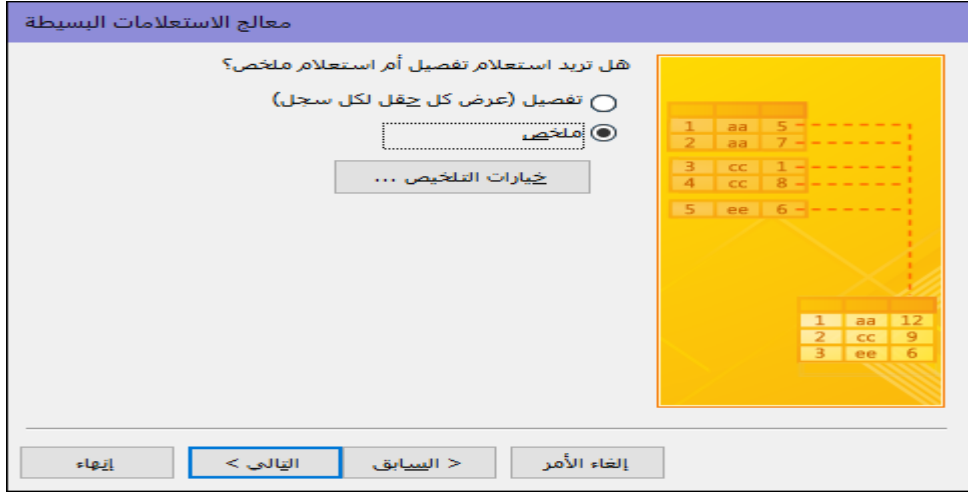 معالج الاستعلامات البسيطة
هل تريد استعلام تفصيل أم استعلام ملخص؟
تفصيل (عرض كل حقل لكل سجل)
ملخص
خيارات التلخيص ...
1 aa 5
2 aa 7
3 cc 1
4 cc 8
5 ee 6
1 aa 12
2 cc 9
3 ee 6
إلغاء الأمر
< السابق
التالي >
إنهاء